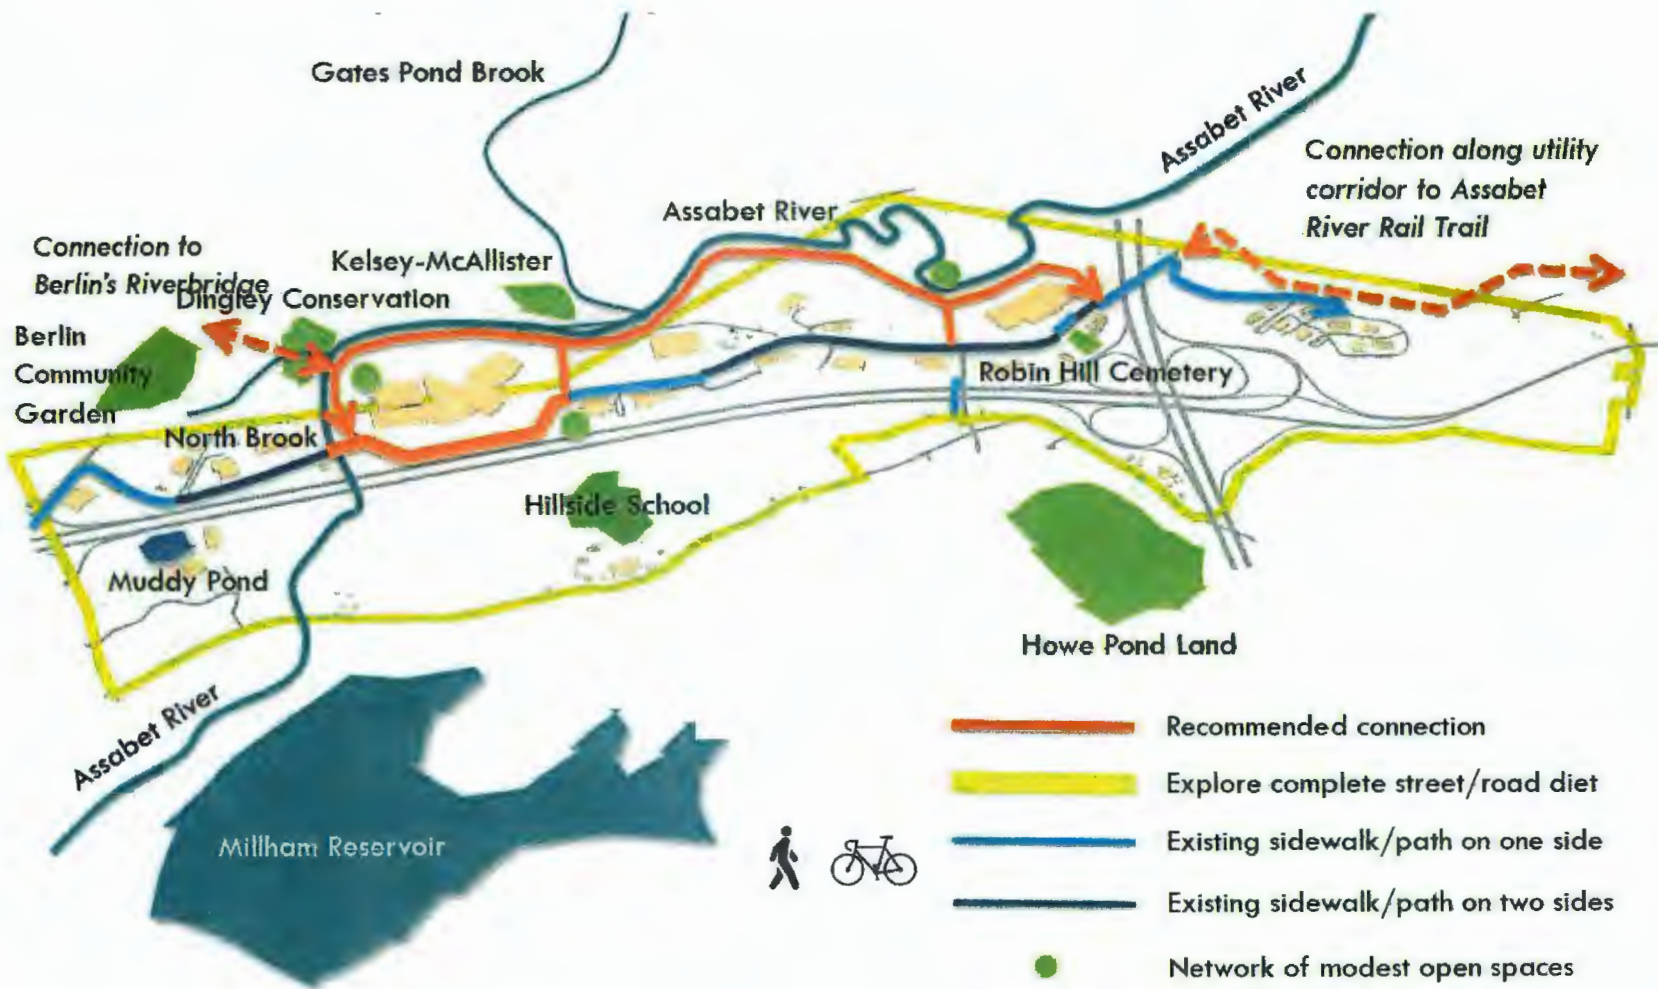 Gates Pond Brook
Assabet River
Connection along utility
corridor to Assabet
River Rail Trail
Assabet River
Connection to
Berlin's Riverbridge
Kelsey-McAllister
Dingley Conservation
Berlin
Community
Garden
North Brook
Robin Hill Cemetery
Hillside School
Muddy Pond
Howe Pond Land
Assabet River
Millham Reservoir
Recommended connection
Explore complete street/road diet
Existing sidewalk/path on one side
Existing sidewalk/path on two sides
Network of modest open spaces